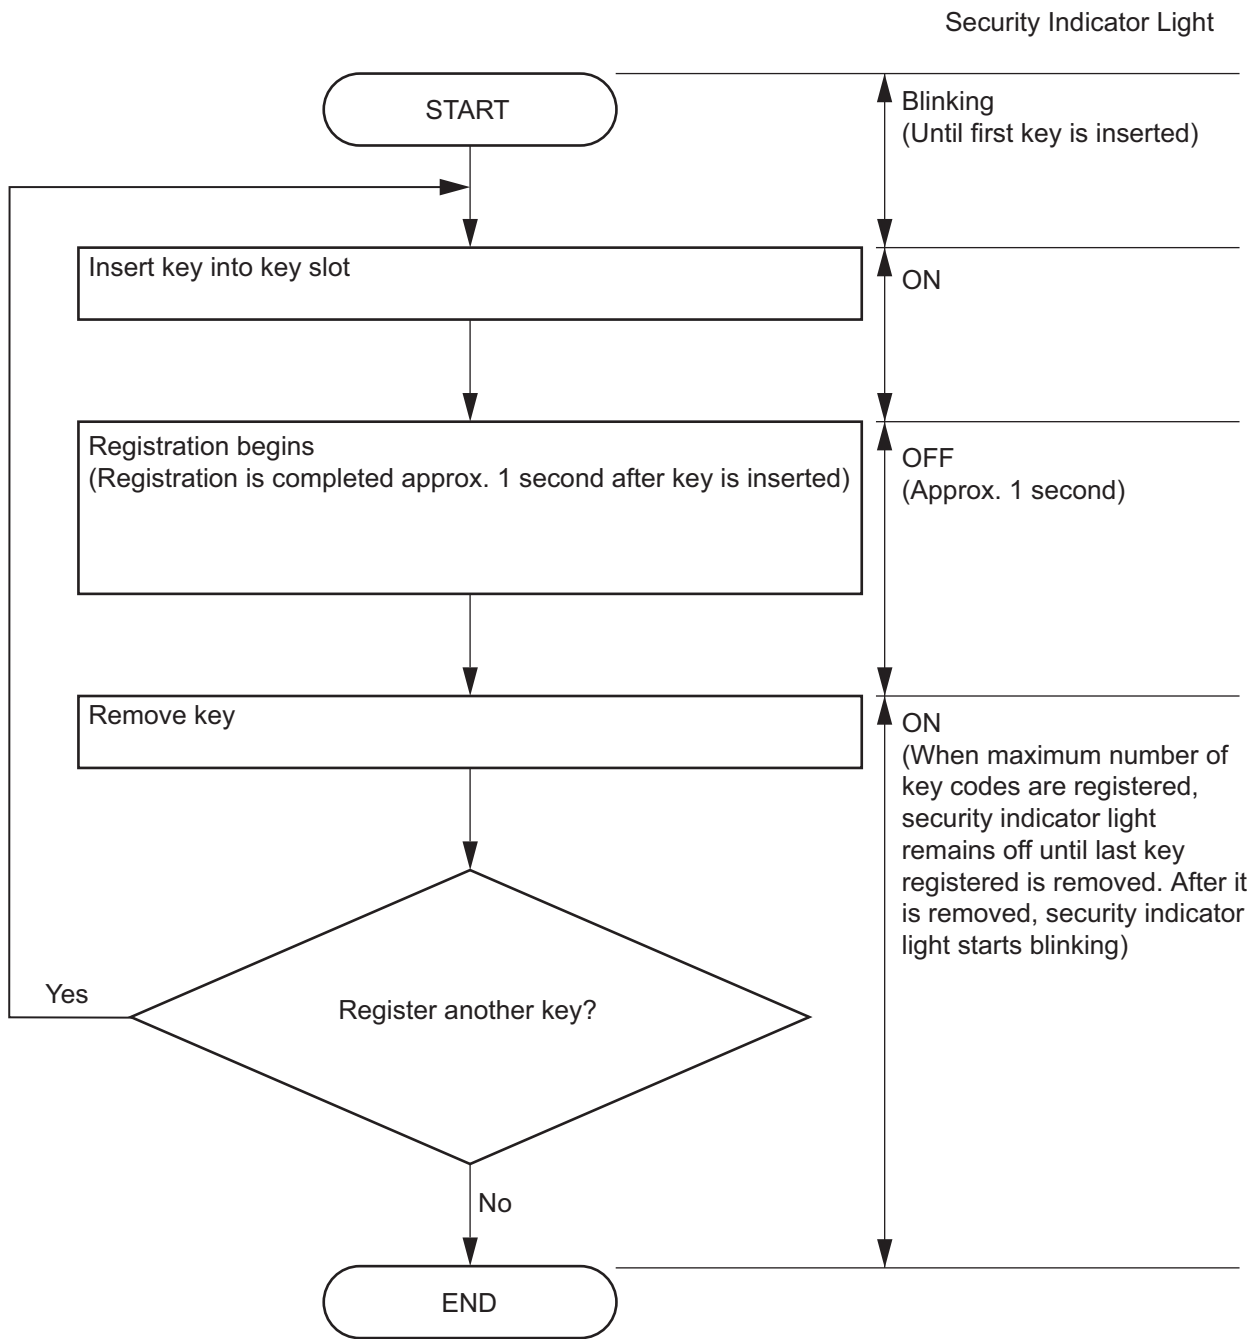 Security Indicator Light
START
Blinking
(Until first key is inserted)
Insert key into key slot
ON
Registration begins
(Registration is completed approx. 1 second after key is inserted)
OFF
(Approx. 1 second)
Remove key
ON
(When maximum number of
key codes are registered,
security indicator light
remains off until last key
registered is removed. After it
is removed, security indicator
light starts blinking)
Yes
Register another key?
No
END